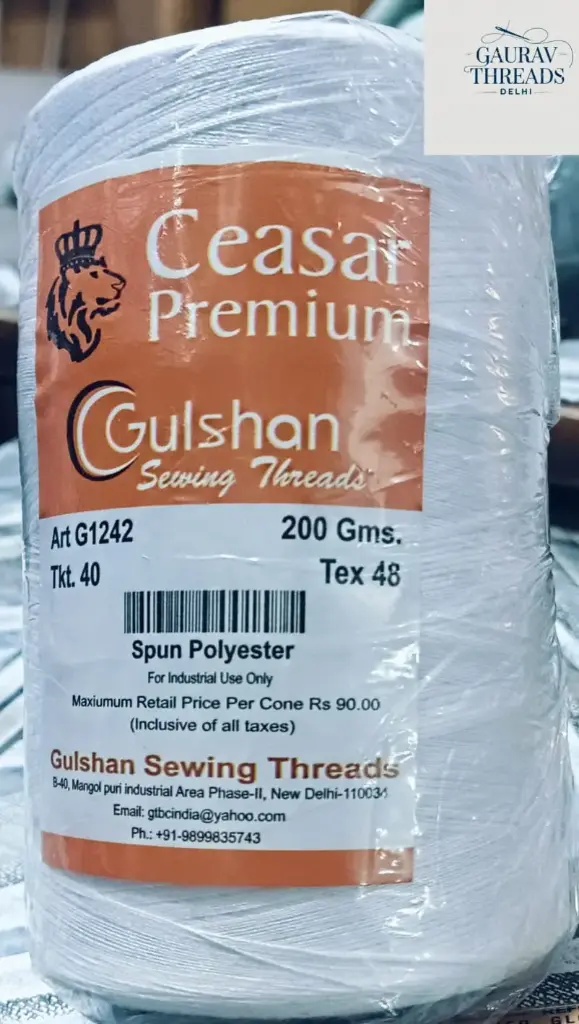 GAURAV
THREADS
DELHI
Ceasar
Premium
Gulshan
Sewing Threads
Art G1242 200 Gms.
Tkt. 40 Tex 48
Spun Polyester
For Industrial Use Only
Maxiumum Retail Price Per Cone Rs 90.00
(Inclusive of all taxes)
Gulshan Sewing Threads
B-40, Mangol puri industrial Area Phase-II, New Delhi-110034
Email: gtbcindia@yahoo.com
Ph.: +91-9899835743